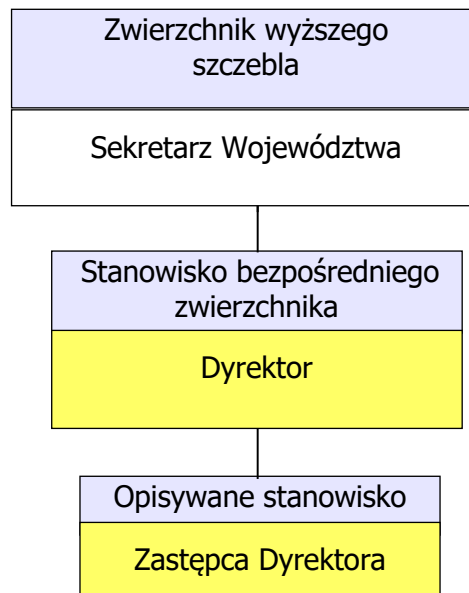 Zwierzchnik wyższego
szczebla
Sekretarz Województwa
Stanowisko bezpośredniego
zwierzchnika
Dyrektor
Opisywane stanowisko
Zastępca Dyrektora